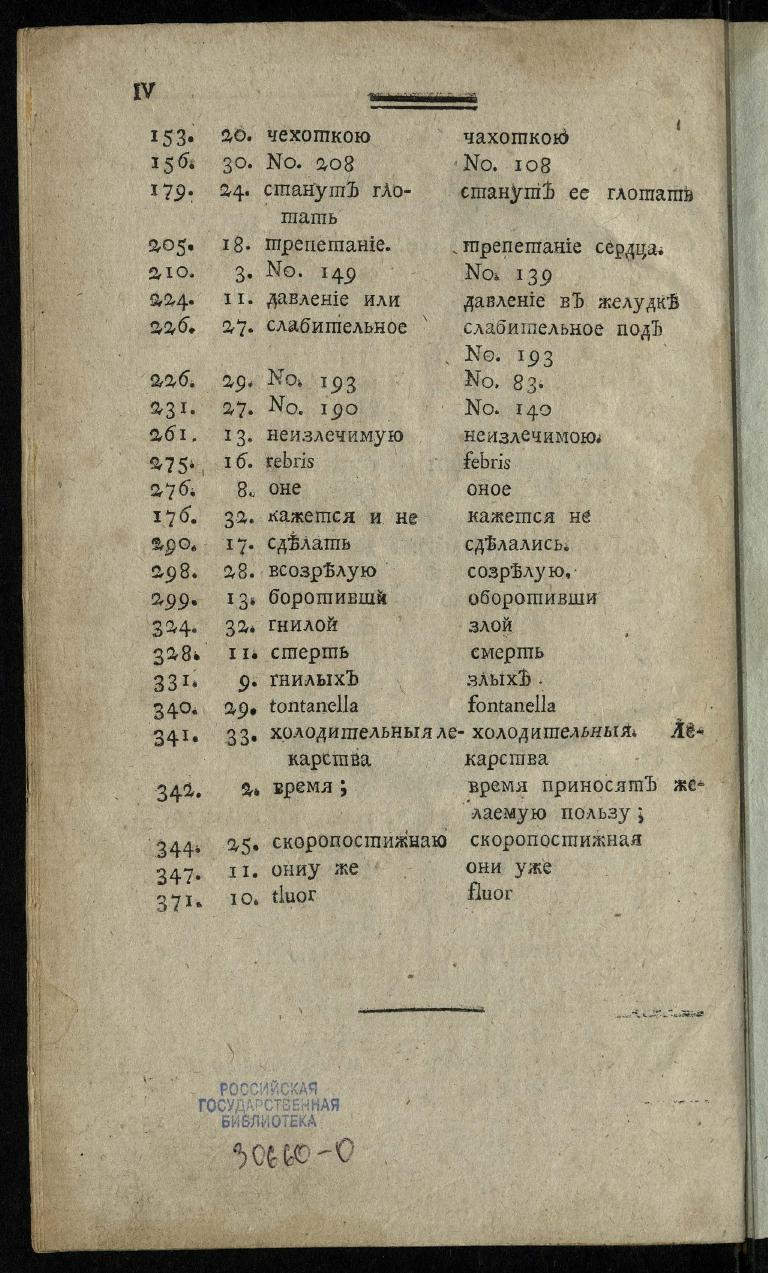 IV
153. 20. чехоткою чахоткою
156. 30. No. 208 No. 108
179. 24. станутЪ гло- станутЪ ее глотать
тать
205. 18. трепетаніе. трепетаніе сердца.
210. 3. No. 149 No. 139
224. 11. давленіе или давленіе вЪ желудкѣ
226. 27. слабительное слабительное подЪ
No. 193
226. 29. No. 193 No. 83.
231. 27. No. 190 No. 140
261. 13. неизлечимую неизлечимою.
275. 16. rebris febris
276. 8. оне оное
176. 32. кажется и не кажется не
290. 17. сдѣлать сдѣлались.
298. 28. всозрѣлую созрѣлую,
299. 13. боротивши оборотивши
324. 32. гнилой злой
328. 11. стерть смерть
331. 9. гнилыхЪ злыхЪ.
340. 29. tontanella fontanella
341. 33. холодительныя ле- холодительныя. Ле-
карства карства
342. 2. время; время приносятЪ же-
лаемую пользу;
344. 25. скоропостижнаю скоропостижная
347. 11. ониу же они уже
371. 10. tluor fluor
РОССИЙСКАЯ
ГОСУДАРСТВЕННАЯ
БИБЛИОТЕКА
30660-0